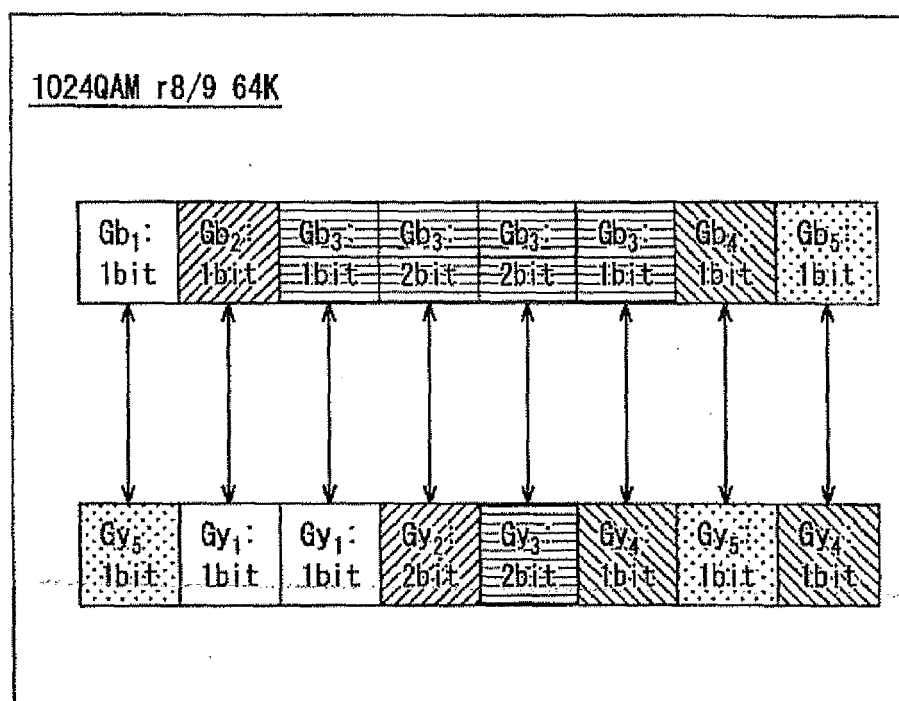 1024QAM r8/9 64K
Gb₁: Gb₂: Gb₃: Gb₃: Gb₃: Gb₃: Gb₄: Gb₅:
1bit 1bit 1bit 2bit 2bit 1bit 1bit 1bit
Gy₅: Gy₁: Gy₁: Gy₂: Gy₃: Gy₄: Gy₅: Gy₄:
1bit 1bit 1bit 2bit 2bit 1bit 1bit 1bit